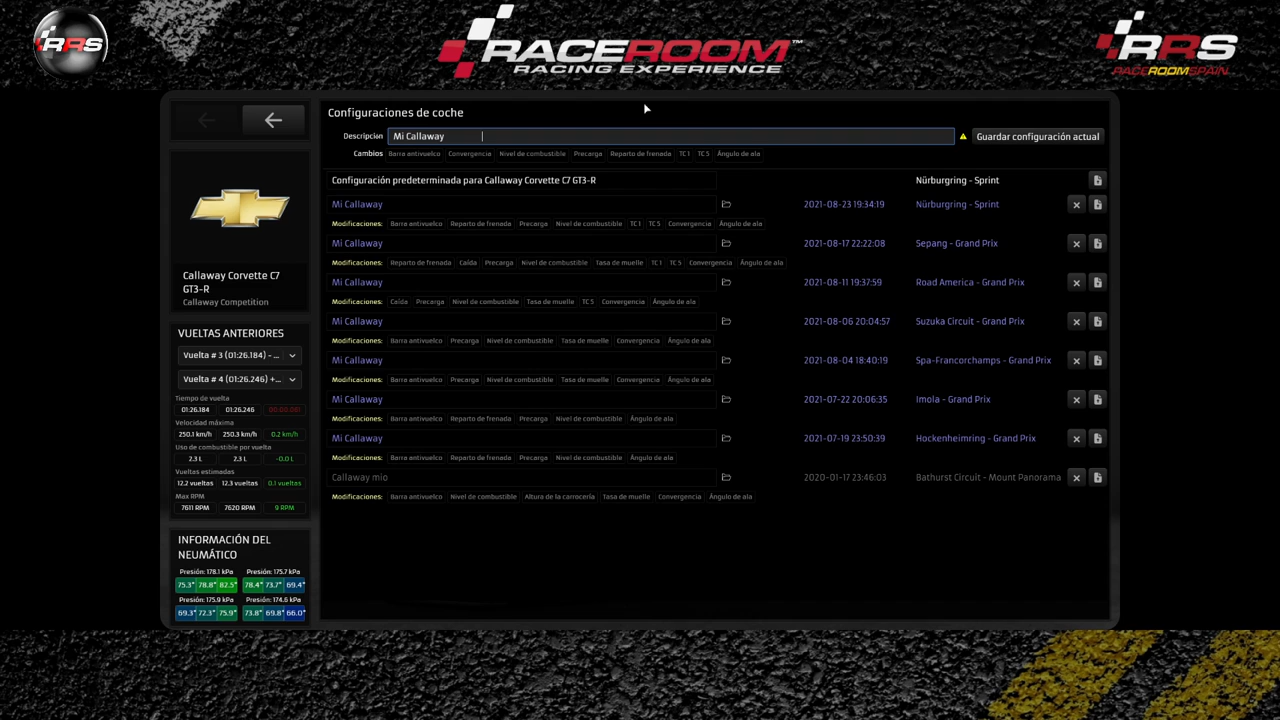 RRS
RACEROOM™
RACING EXPERIENCE
RRS
RACEROOMSPAIN
Configuraciones de coche
Descripcion Mi Callaway Guardar configuración actual
Cambios Barra antivuelco Convergencia Nivel de combustible Precarga Reparto de frenada TC 1 TC 5 Ángulo de ala
Configuración predeterminada para Callaway Corvette C7 GT3-R Nürburgring - Sprint
Mi Callaway 2021-08-23 19:34:19 Nürburgring - Sprint
Modificaciones: Barra antivuelco Reparto de frenada Precarga Nivel de combustible TC 1 TC 5 Convergencia Ángulo de ala
Mi Callaway 2021-08-17 22:22:08 Sepang - Grand Prix
Modificaciones: Reparto de frenada Caída Precarga Nivel de combustible Tasa de muelle TC 1 TC 5 Convergencia Ángulo de ala
Mi Callaway 2021-08-11 19:37:59 Road America - Grand Prix
Modificaciones: Caída Precarga Nivel de combustible Tasa de muelle TC 5 Convergencia Ángulo de ala
Mi Callaway 2021-08-06 20:04:57 Suzuka Circuit - Grand Prix
Modificaciones: Barra antivuelco Precarga Nivel de combustible Tasa de muelle Convergencia Ángulo de ala
Mi Callaway 2021-08-04 18:40:19 Spa-Francorchamps - Grand Prix
Modificaciones: Barra antivuelco Precarga Nivel de combustible Tasa de muelle Convergencia Ángulo de ala
Mi Callaway 2021-07-22 20:06:35 Imola - Grand Prix
Modificaciones: Barra antivuelco Reparto de frenada Precarga Nivel de combustible Ángulo de ala
Mi Callaway 2021-07-19 23:50:39 Hockenheimring - Grand Prix
Modificaciones: Barra antivuelco Reparto de frenada Precarga Nivel de combustible Ángulo de ala
Callaway mio 2020-01-17 23:46:03 Bathurst Circuit - Mount Panorama
Modificaciones: Barra antivuelco Nivel de combustible Altura de la carrocería Tasa de muelle Convergencia Ángulo de ala
Callaway Corvette C7
GT3-R
Callaway Competition
VUELTAS ANTERIORES
Vuelta # 3 (01:26.184) - ...
Vuelta # 4 (01:26.246) +...
Tiempo de vuelta
01:26.184 01:26.246 00:00.061
Velocidad máxima
250.1 km/h 250.3 km/h 0.2 km/h
Uso de combustible por vuelta
2.3 L 2.3 L -0.0 L
Vueltas estimadas
12.2 vueltas 12.3 vueltas 0.1 vueltas
Max RPM
7611 RPM 7620 RPM 9 RPM
INFORMACIÓN DEL
NEUMÁTICO
Presión: 178.1 kPa Presión: 175.7 kPa
75.3° 78.8° 82.5° 78.4° 73.7° 69.4°
Presión: 175.9 kPa Presión: 174.6 kPa
69.3° 72.3° 75.9° 73.8° 69.8° 66.0°